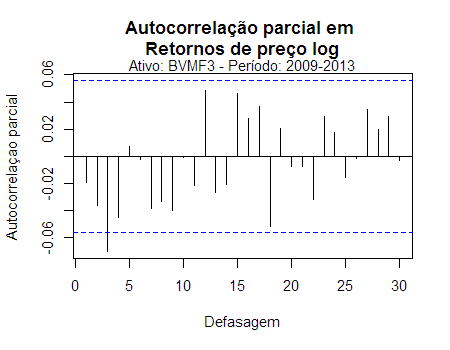 Autocorrelação parcial em
Retornos de preço log
Ativo: BVMF3 - Período: 2009-2013
Autocorrelaçao parcial
0.06
0.02
-0.02
-0.06
0 5 10 15 20 25 30
Defasagem